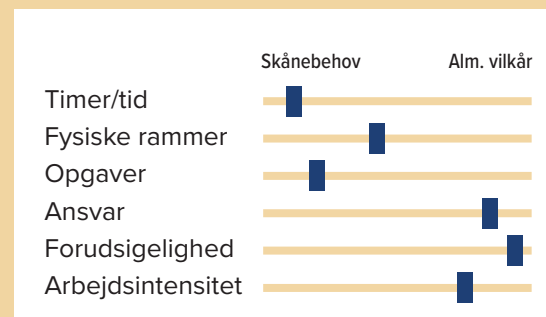 Skånebehov Alm. vilkår
Timer/tid
Fysiske rammer
Opgaver
Ansvar
Forudsigelighed
Arbejdsintensitet